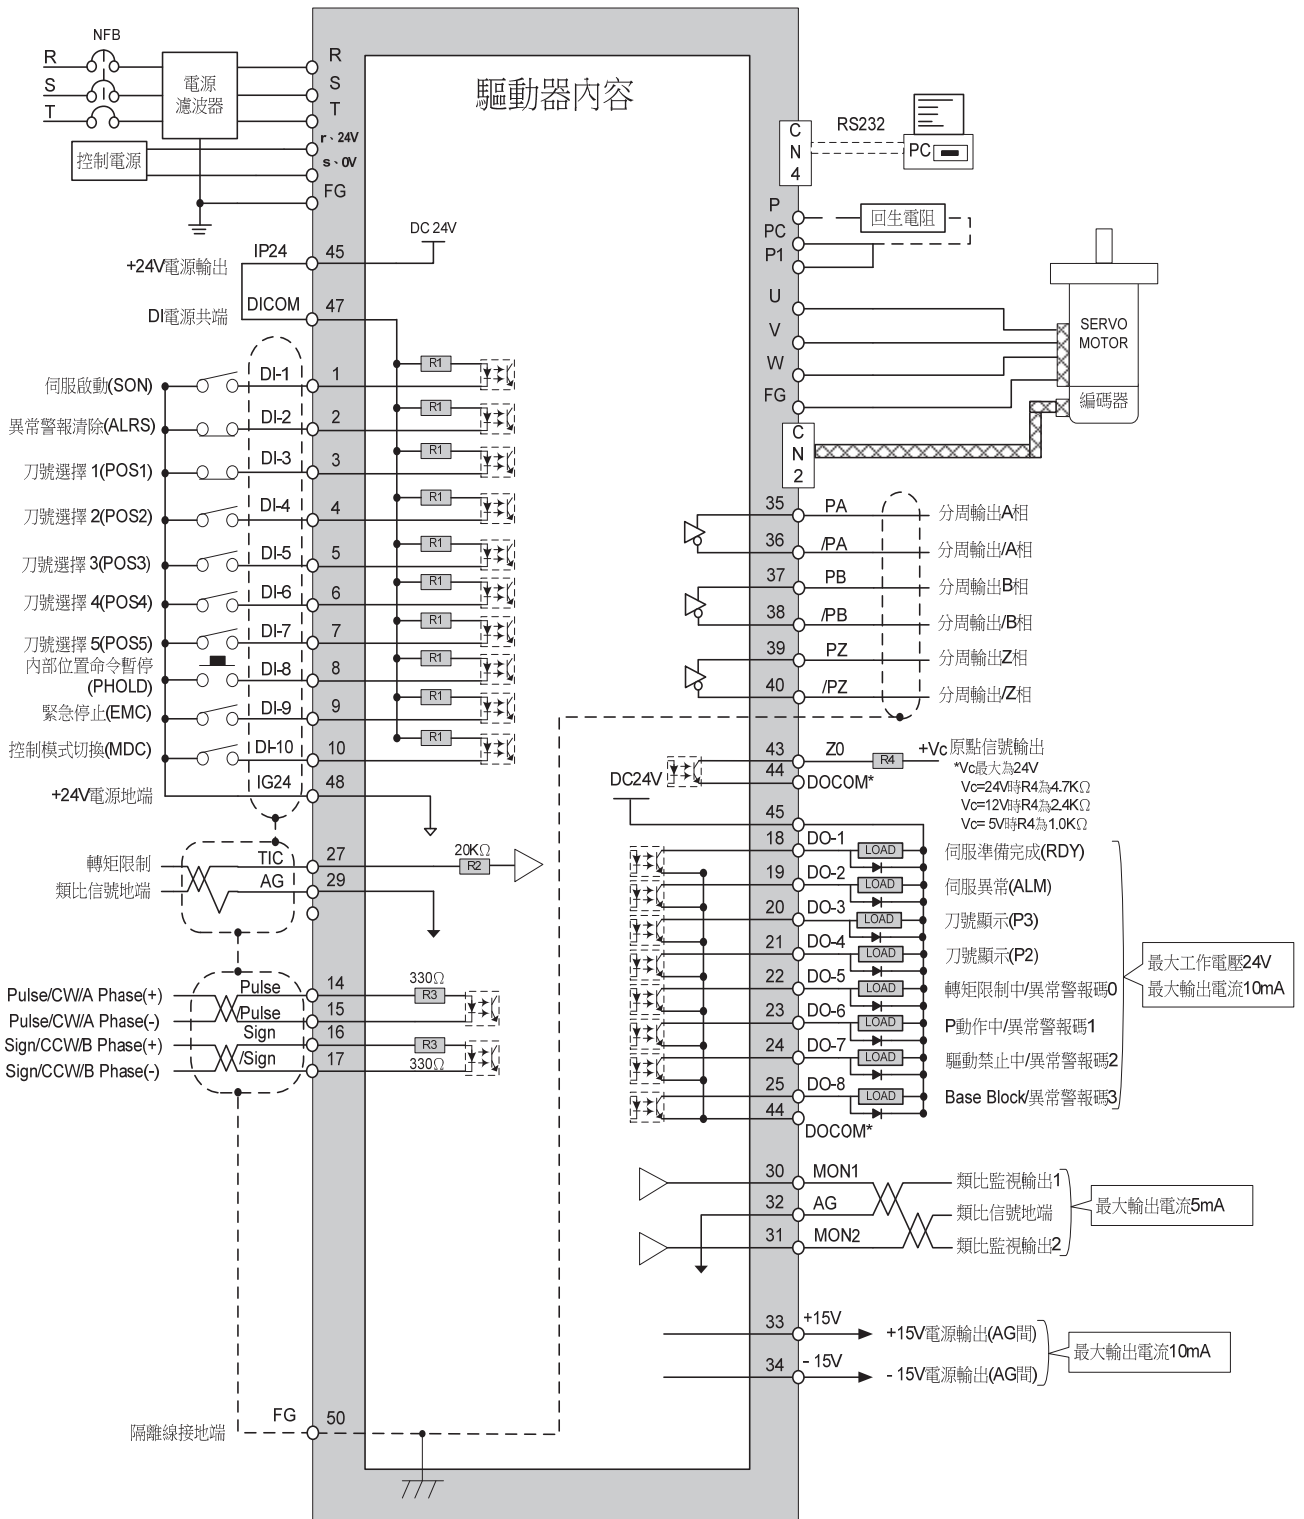 NFB
R
S
T
電源
濾波器
控制電源
R
S
T
r、24V
s、0V
FG
驅動器內容
DC 24V
+24V電源輸出
IP24
45
DI電源共端
DICOM
47
伺服啟動(SON)
DI-1
1
R1
異常警報清除(ALRS)
DI-2
2
R1
刀號選擇 1(POS1)
DI-3
3
R1
刀號選擇 2(POS2)
DI-4
4
R1
刀號選擇 3(POS3)
DI-5
5
R1
刀號選擇 4(POS4)
DI-6
6
R1
刀號選擇 5(POS5)
DI-7
7
R1
內部位置命令暫停
(PHOLD)
DI-8
8
R1
緊急停止(EMC)
DI-9
9
R1
控制模式切換(MDC)
DI-10
10
R1
+24V電源地端
IG24
48
轉矩限制
TIC
27
20KΩ
R2
類比信號地端
AG
29
Pulse/CW/A Phase(+)
Pulse
14
330Ω
R3
Pulse/CW/A Phase(-)
/Pulse
15
Sign/CCW/B Phase(+)
Sign
16
R3
330Ω
Sign/CCW/B Phase(-)
/Sign
17
隔離線接地端
FG
50
C
N
4
RS232
PC
P
PC
P1
回生電阻
U
V
W
FG
SERVO
MOTOR
編碼器
C
N
2
35
PA
分周輸出A相
36
/PA
分周輸出/A相
37
PB
分周輸出B相
38
/PB
分周輸出/B相
39
PZ
分周輸出Z相
40
/PZ
分周輸出/Z相
43
Z0
R4
+Vc
原點信號輸出
*Vc最大為24V
Vc=24V時R4為4.7KΩ
Vc=12V時R4為2.4KΩ
Vc= 5V時R4為1.0KΩ
44
DOCOM*
DC24V
45
18
DO-1
LOAD
伺服準備完成(RDY)
19
DO-2
LOAD
伺服異常(ALM)
20
DO-3
LOAD
刀號顯示(P3)
21
DO-4
LOAD
刀號顯示(P2)
22
DO-5
LOAD
轉矩限制中/異常警報碼0
23
DO-6
LOAD
P動作中/異常警報碼1
24
DO-7
LOAD
驅動禁止中/異常警報碼2
25
DO-8
LOAD
Base Block/異常警報碼3
44
DOCOM*
最大工作電壓24V
最大輸出電流10mA
30
MON1
類比監視輸出1
32
AG
類比信號地端
31
MON2
類比監視輸出2
最大輸出電流5mA
33
+15V
+15V電源輸出(AG間)
34
- 15V
- 15V電源輸出(AG間)
最大輸出電流10mA